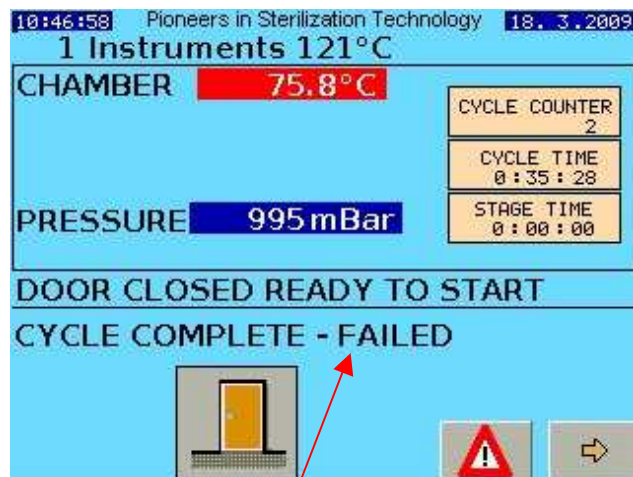 10:46:58 Pioneers in Sterilization Technology 18. 3.2009
1 Instruments 121°C
CHAMBER 75.8°C
CYCLE COUNTER
2
CYCLE TIME
0:35:28
PRESSURE 995mBar
STAGE TIME
0:00:00
DOOR CLOSED READY TO START
CYCLE COMPLETE - FAILED
!